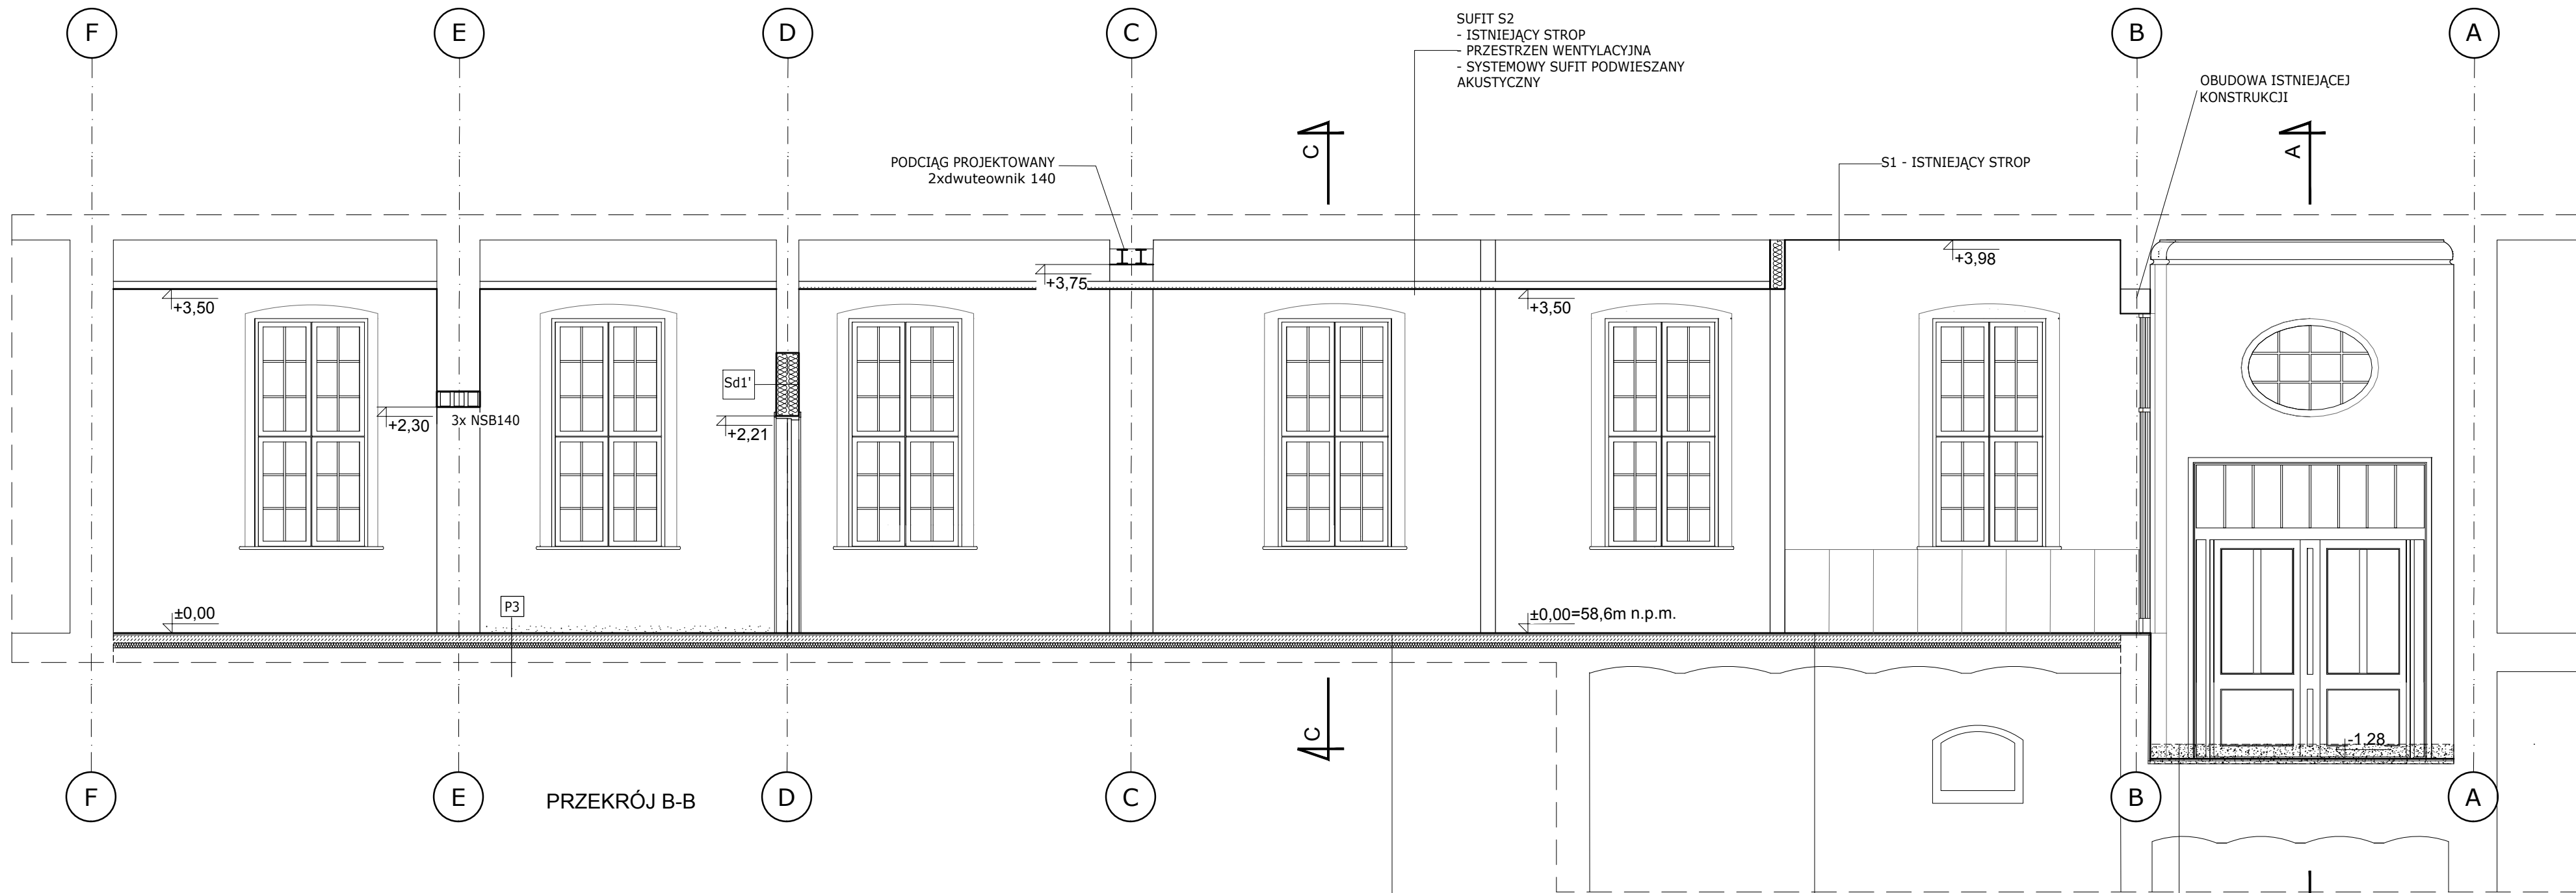 F
E
D
C
B
A
SUFIT S2
- ISTNIEJĄCY STROP
- PRZESTRZEN WENTYLACYJNA
- SYSTEMOWY SUFIT PODWIESZANY
AKUSTYCZNY
OBUDOWA ISTNIEJĄCEJ
KONSTRUKCJI
C
A
PODCIĄG PROJEKTOWANY
2xdwuteownik 140
S1 - ISTNIEJĄCY STROP
+3,98
+3,75
+3,50
+3,50
Sd1'
+2,30
3x NSB140
+2,21
P3
±0,00
±0,00=58,6m n.p.m.
C
-1,28
F
E
PRZEKRÓJ B-B
D
C
B
A